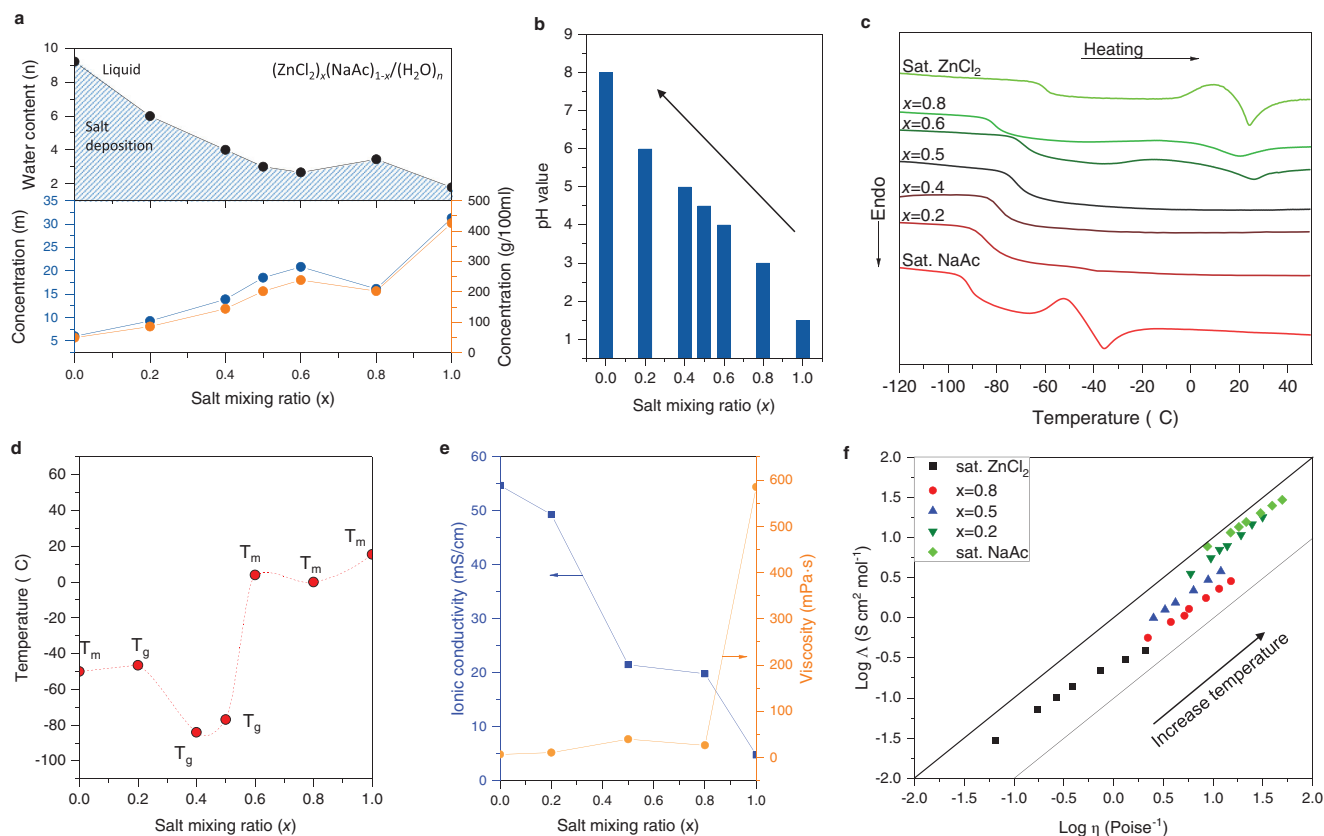 a
10
8
6
4
2
Water content (n)
Liquid
Salt
deposition
(ZnCl2)x(NaAc)1-x/(H2O)n
35
30
25
20
15
10
5
Concentration (m)
500
400
300
200
100
0
Concentration (g/100ml)
0.0 0.2 0.4 0.6 0.8 1.0
Salt mixing ratio (x)
b
9
8
7
6
5
4
3
2
1
pH value
0.0 0.2 0.4 0.6 0.8 1.0
Salt mixing ratio (x)
c
Heating
Sat. ZnCl2
x=0.8
x=0.6
x=0.5
x=0.4
x=0.2
Sat. NaAc
Endo
-120 -100 -80 -60 -40 -20 0 20 40
Temperature ( C)
d
60
40
20
0
-20
-40
-60
-80
-100
Temperature ( C)
Tm
Tg
Tg
Tg
Tm
Tm
Tm
0.0 0.2 0.4 0.6 0.8 1.0
Salt mixing ratio (x)
e
60
50
40
30
20
10
0
Ionic conductivity (mS/cm)
600
500
400
300
200
100
0
Viscosity (mPa·s)
0.0 0.2 0.4 0.6 0.8 1.0
Salt mixing ratio (x)
f
2.0
1.5
1.0
0.5
0.0
-0.5
-1.0
-1.5
-2.0
Log Λ (S cm2 mol-1)
sat. ZnCl2
x=0.8
x=0.5
x=0.2
sat. NaAc
Increase temperature
-2.0 -1.5 -1.0 -0.5 0.0 0.5 1.0 1.5 2.0
Log η (Poise-1)